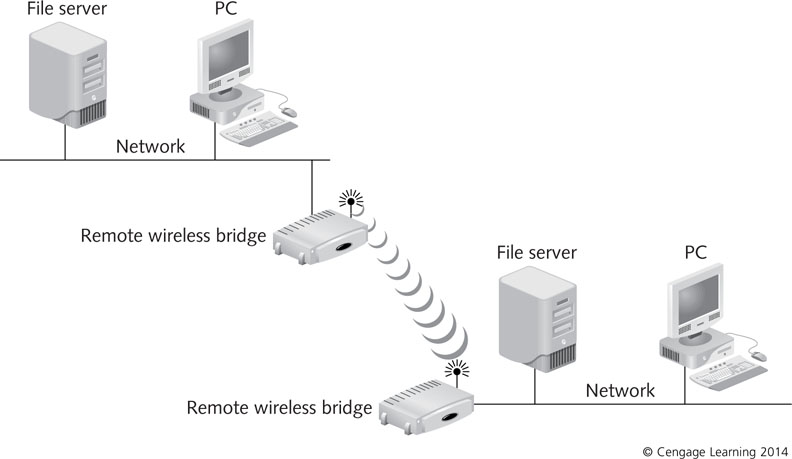 File server
PC
Network
Remote wireless bridge
File server
PC
Network
Remote wireless bridge
© Cengage Learning 2014